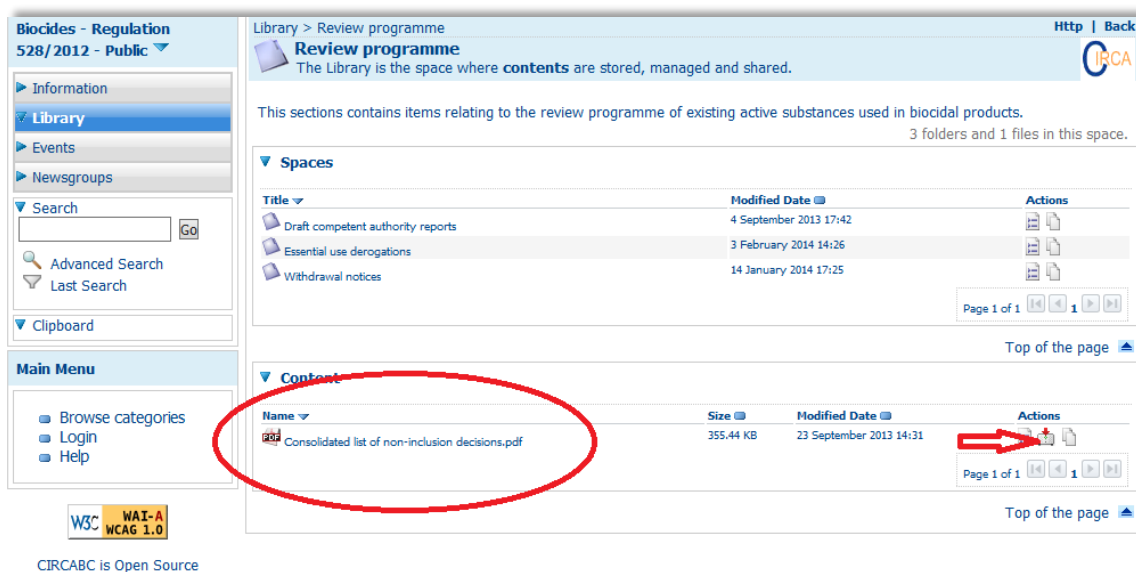 Biocides - Regulation
528/2012 - Public
Information
Library
Events
Newsgroups
Search
Go
Advanced Search
Last Search
Clipboard
Main Menu
Browse categories
Login
Help
W3C WAI-A
WCAG 1.0
CIRCABC is Open Source
Library > Review programme
Http | Back
Review programme
The Library is the space where contents are stored, managed and shared.
CIRCA
This sections contains items relating to the review programme of existing active substances used in biocidal products.
3 folders and 1 files in this space.
Spaces
Title Modified Date Actions
Draft competent authority reports 4 September 2013 17:42
Essential use derogations 3 February 2014 14:26
Withdrawal notices 14 January 2014 17:25
Page 1 of 1 1
Top of the page
Content
Name Size Modified Date Actions
PDF Consolidated list of non-inclusion decisions.pdf 355.44 KB 23 September 2013 14:31
Page 1 of 1 1
Top of the page